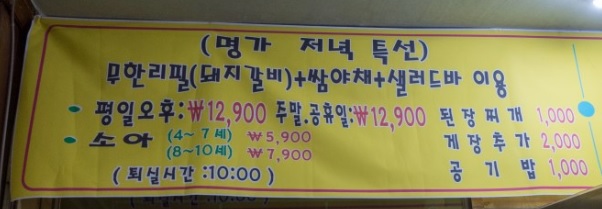 (명가 저녁 특선)
무한리필(돼지갈비)+쌈야채+샐러드바 이용
평일오후:₩12,900 주말.공휴일:₩12,900 된장찌개 1,000
소아 (4~7세) ₩5,900 게장추가 2,000
(8~10세) ₩7,900 공기밥 1,000
(퇴실시간:10:00)